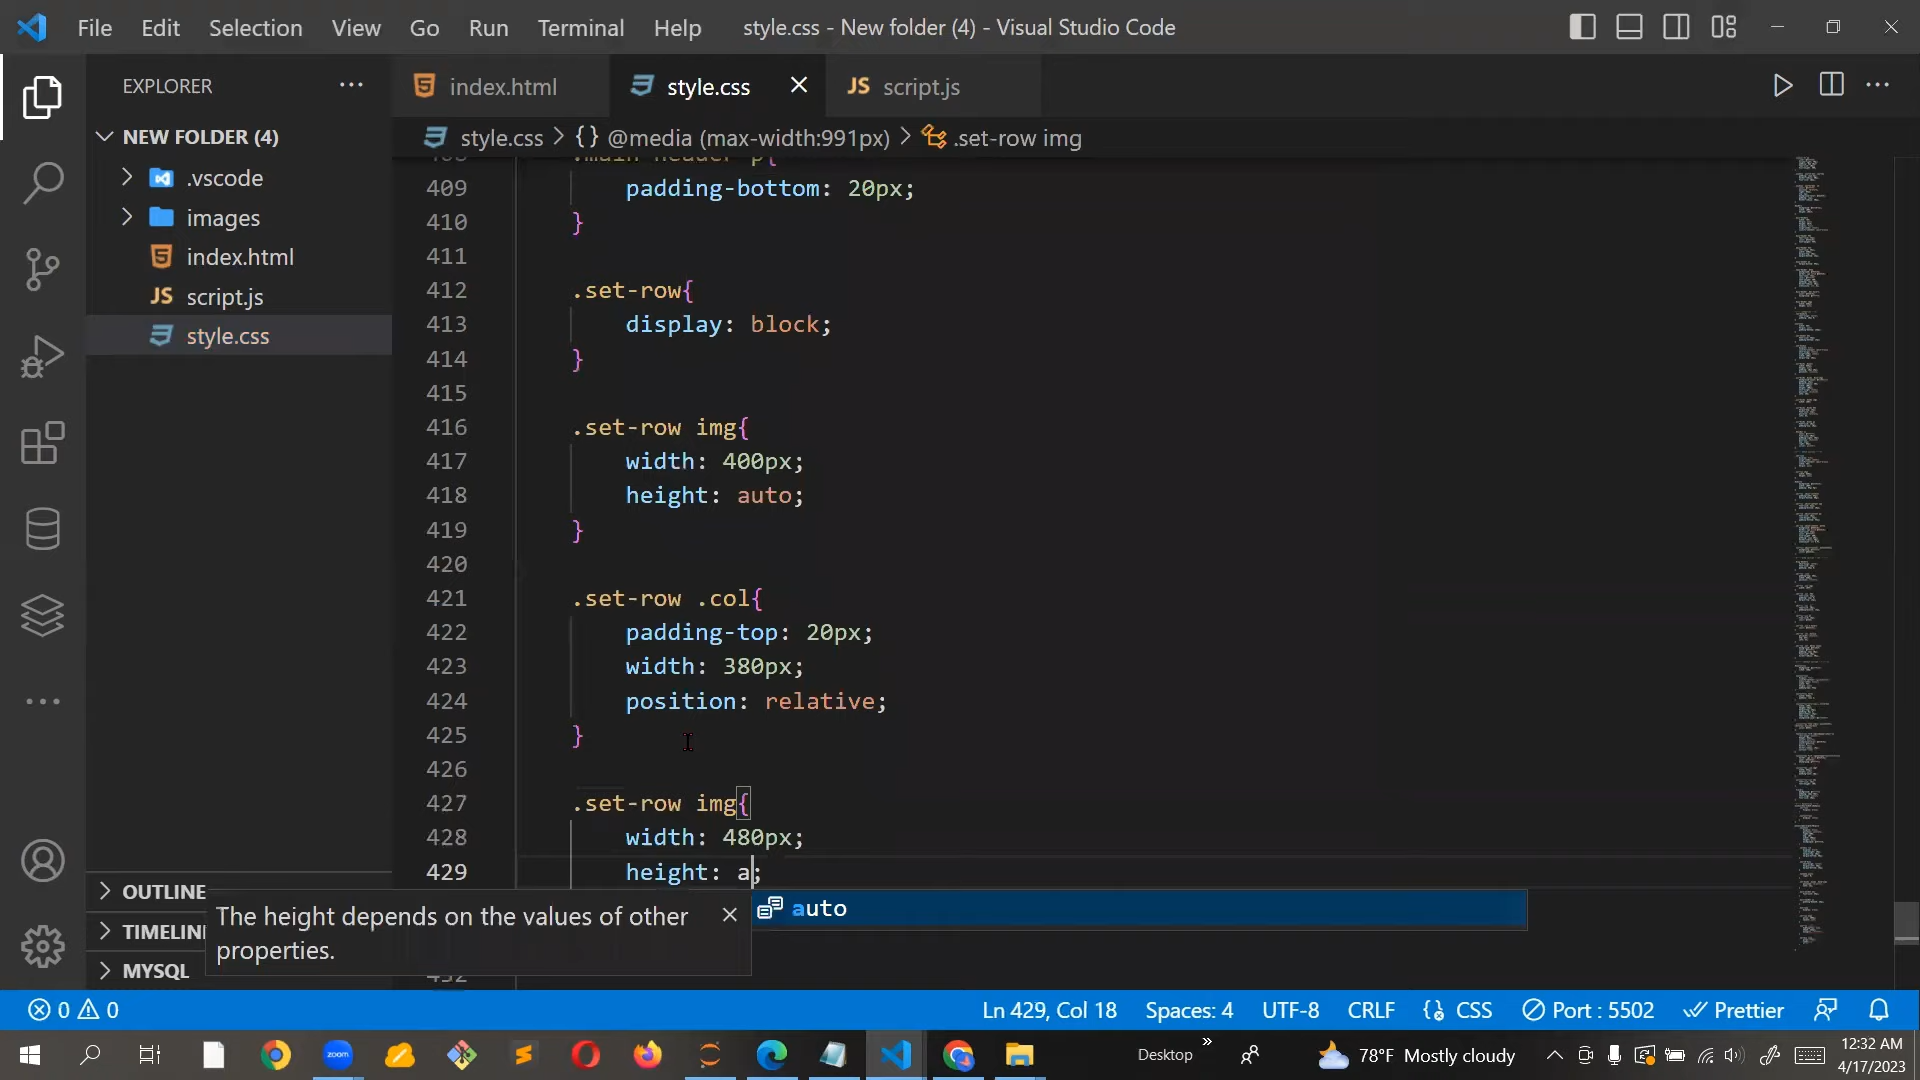 File Edit Selection View Go Run Terminal Help style.css - New folder (4) - Visual Studio Code
EXPLORER
index.html
style.css
JS script.js
NEW FOLDER (4)
style.css > {} @media (max-width:991px) > .set-row img
.vscode
images
index.html
JS script.js
style.css
409 padding-bottom: 20px;
410 }
411
412 .set-row{
413 display: block;
414 }
415
416 .set-row img{
417 width: 400px;
418 height: auto;
419 }
420
421 .set-row .col{
422 padding-top: 20px;
423 width: 380px;
424 position: relative;
425 }
426
427 .set-row img{
428 width: 480px;
429 height: a;
auto
The height depends on the values of other
properties.
OUTLINE
TIMELIN
MYSQL
0 0
Ln 429, Col 18 Spaces: 4 UTF-8 CRLF {} CSS Port : 5502 Prettier
zoom
Desktop
78°F Mostly cloudy
12:32 AM
4/17/2023